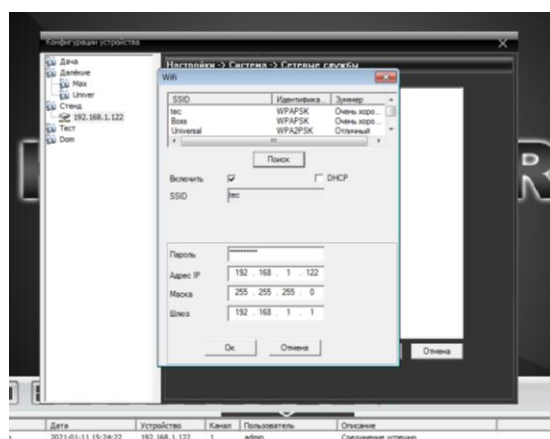 Конфигурации устройства
Дача
Далёкие
Max
Univer
Стенд
192.168.1.122
Тест
Dom
Настройки -> Система -> Сетевые службы
Wifi
SSID Идентифика... Зуммер
tec WPAPSK Очень хоро...
Boss WPAPSK Очень хоро...
Universal WPA2PSK Отличный
Поиск
Включить DHCP
SSID tec
Пароль **********
Адрес IP 192 . 168 . 1 . 122
Маска 255 . 255 . 255 . 0
Шлюз 192 . 168 . 1 . 1
Ок Отмена
Отмена
R
Дата Устройство Канал Пользователь Описание
2021-01-11 15:24:22 192.168.1.122 1 admin Соединение успешно